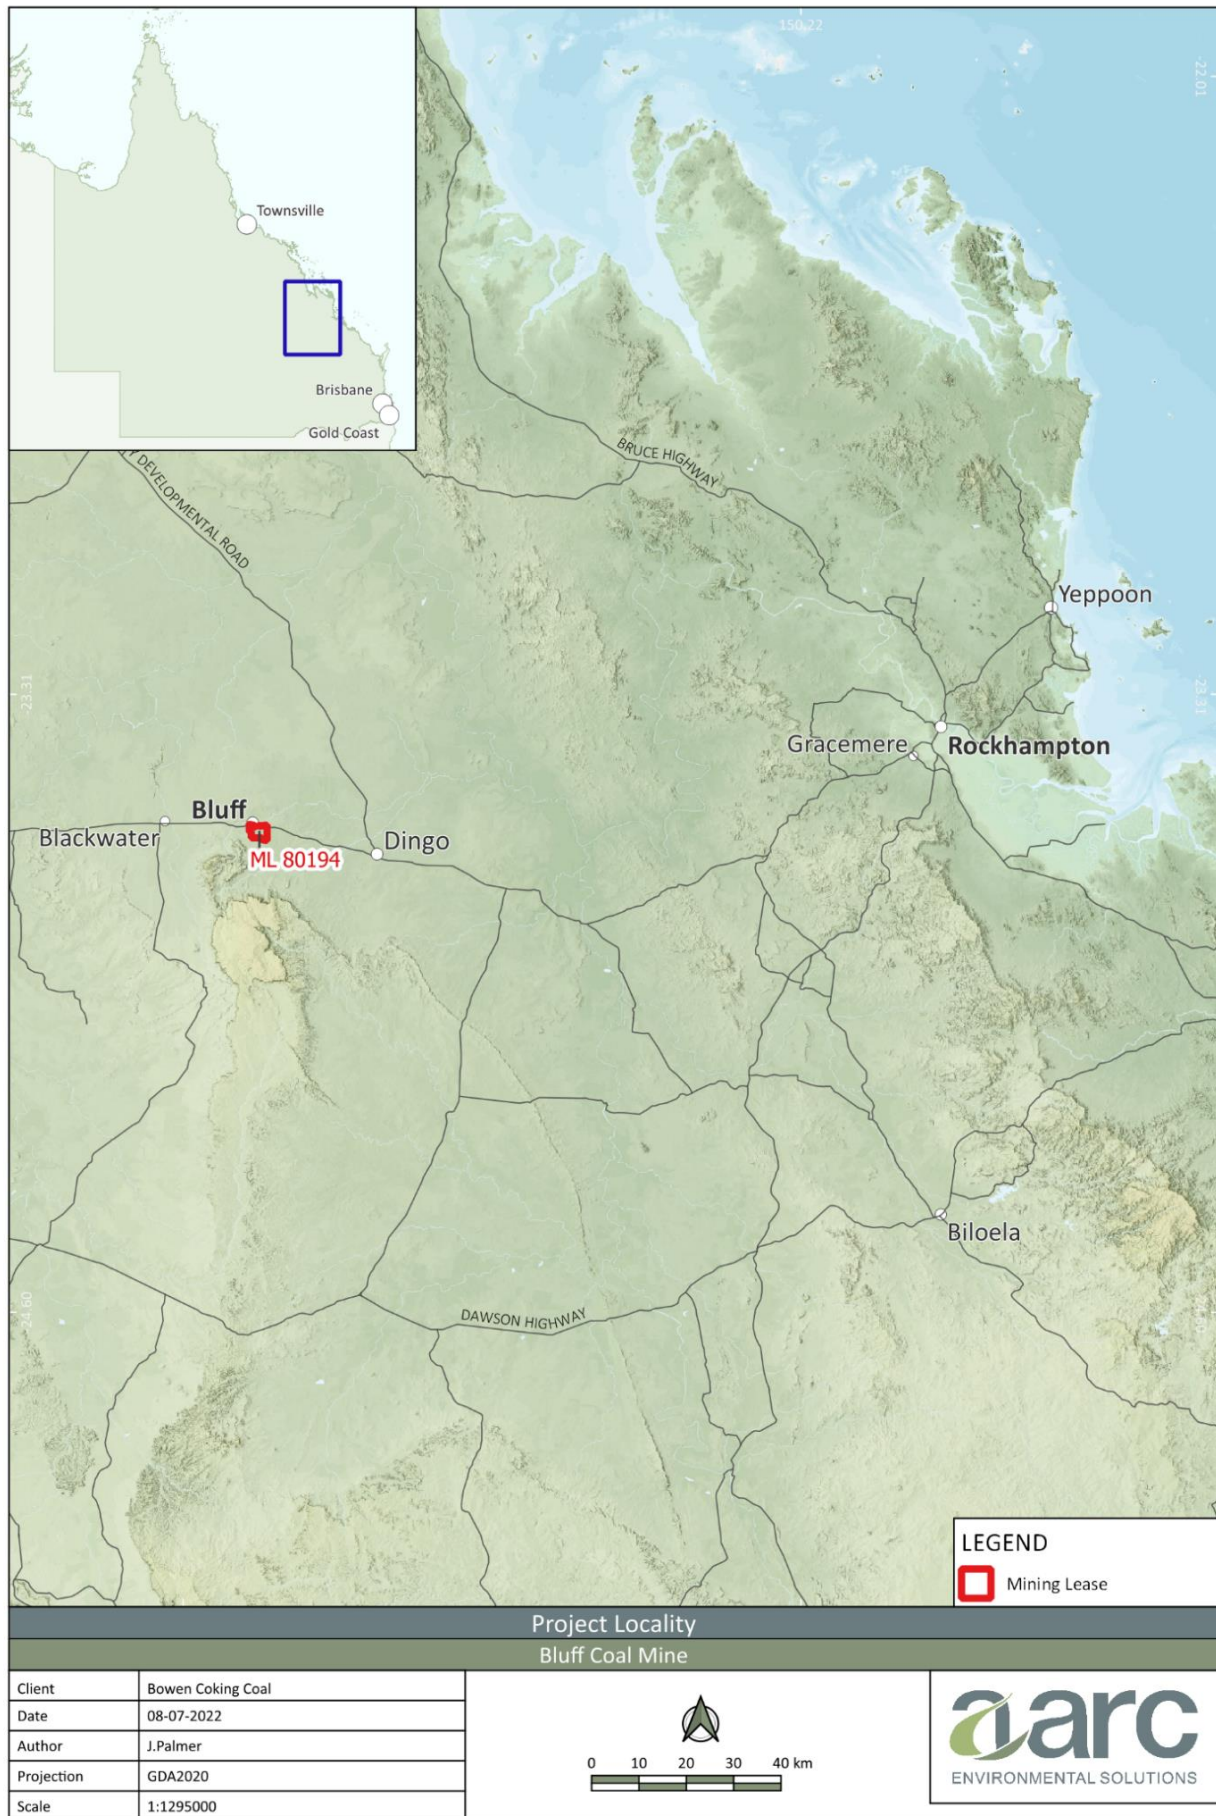 150.22
-22.01
Townsville
Brisbane
Gold Coast
BRUCE HIGHWAY
Y DEVELOPMENTAL ROAD
Yeppoon
-23.31
-23.31
Gracemere
Rockhampton
Bluff
Blackwater
Dingo
ML 80194
Biloela
24.60
DAWSON HIGHWAY
LEGEND
Mining Lease
Project Locality
Bluff Coal Mine
Client Bowen Coking Coal
Date 08-07-2022
Author J.Palmer
Projection GDA2020
Scale 1:1295000
0 10 20 30 40 km
aarc
ENVIRONMENTAL SOLUTIONS